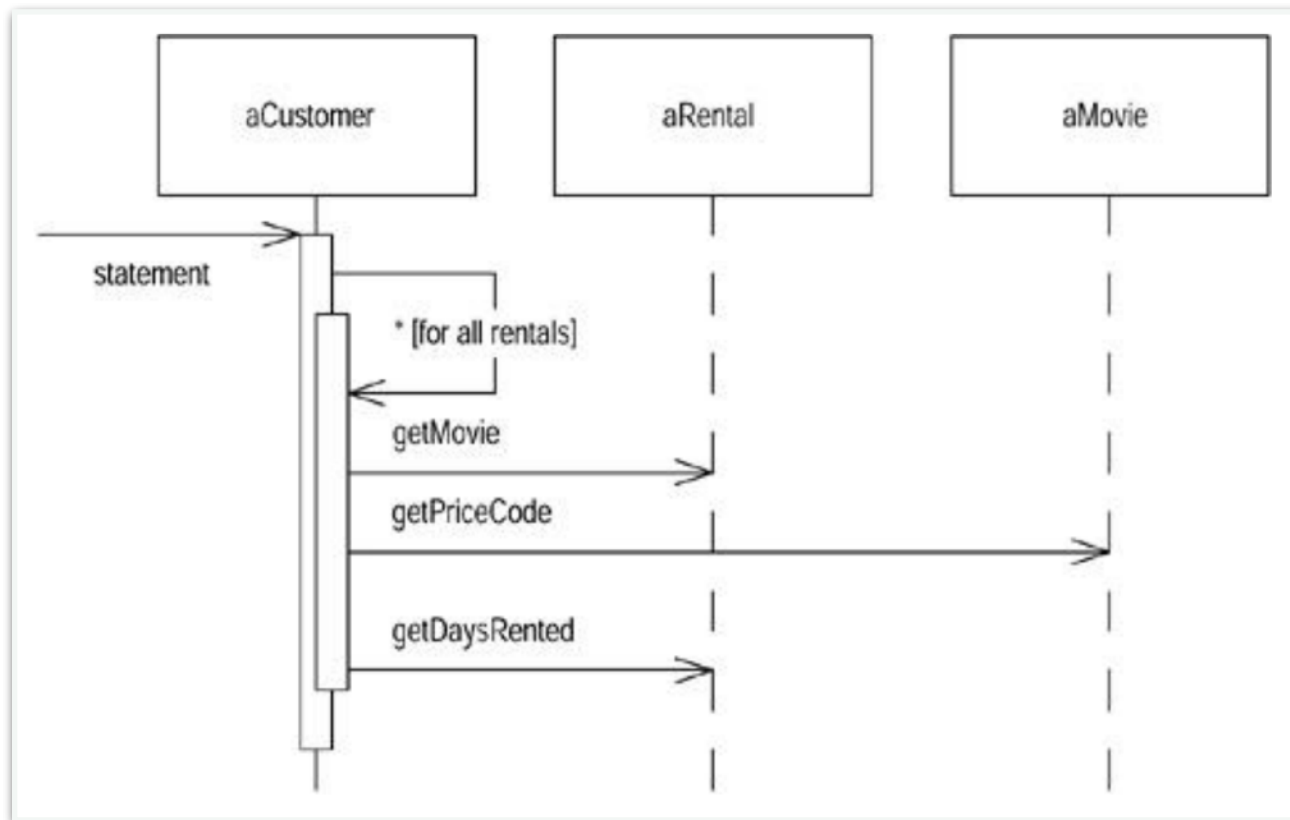 aCustomer
aRental
aMovie
statement
* [for all rentals]
getMovie
getPriceCode
getDaysRented